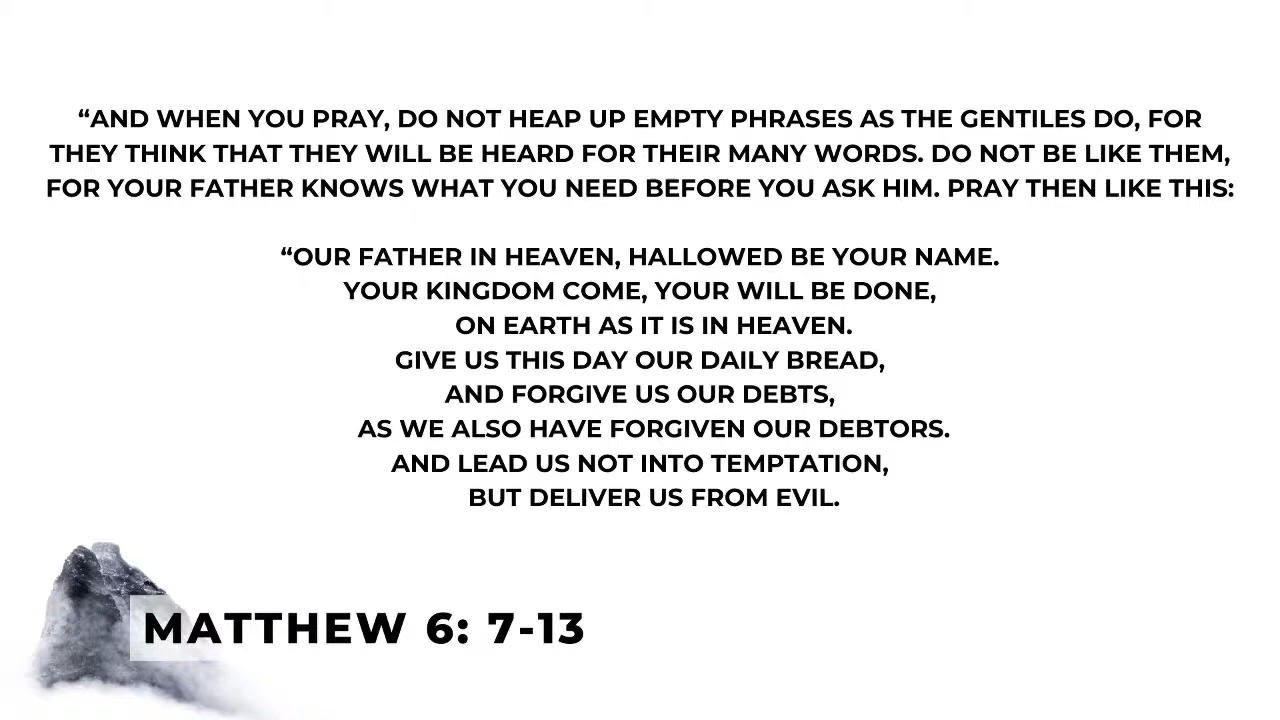 “AND WHEN YOU PRAY, DO NOT HEAP UP EMPTY PHRASES AS THE GENTILES DO, FOR
THEY THINK THAT THEY WILL BE HEARD FOR THEIR MANY WORDS. DO NOT BE LIKE THEM,
FOR YOUR FATHER KNOWS WHAT YOU NEED BEFORE YOU ASK HIM. PRAY THEN LIKE THIS:
“OUR FATHER IN HEAVEN, HALLOWED BE YOUR NAME.
YOUR KINGDOM COME, YOUR WILL BE DONE,
ON EARTH AS IT IS IN HEAVEN.
GIVE US THIS DAY OUR DAILY BREAD,
AND FORGIVE US OUR DEBTS,
AS WE ALSO HAVE FORGIVEN OUR DEBTORS.
AND LEAD US NOT INTO TEMPTATION,
BUT DELIVER US FROM EVIL.
MATTHEW 6: 7-13